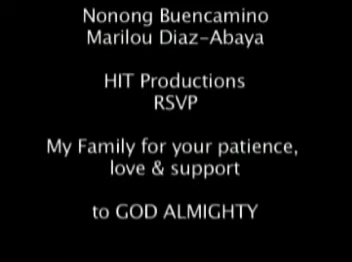 Nonong Buencamino
Marilou Diaz-Abaya
HIT Productions
RSVP
My Family for your patience,
love & support
to GOD ALMIGHTY